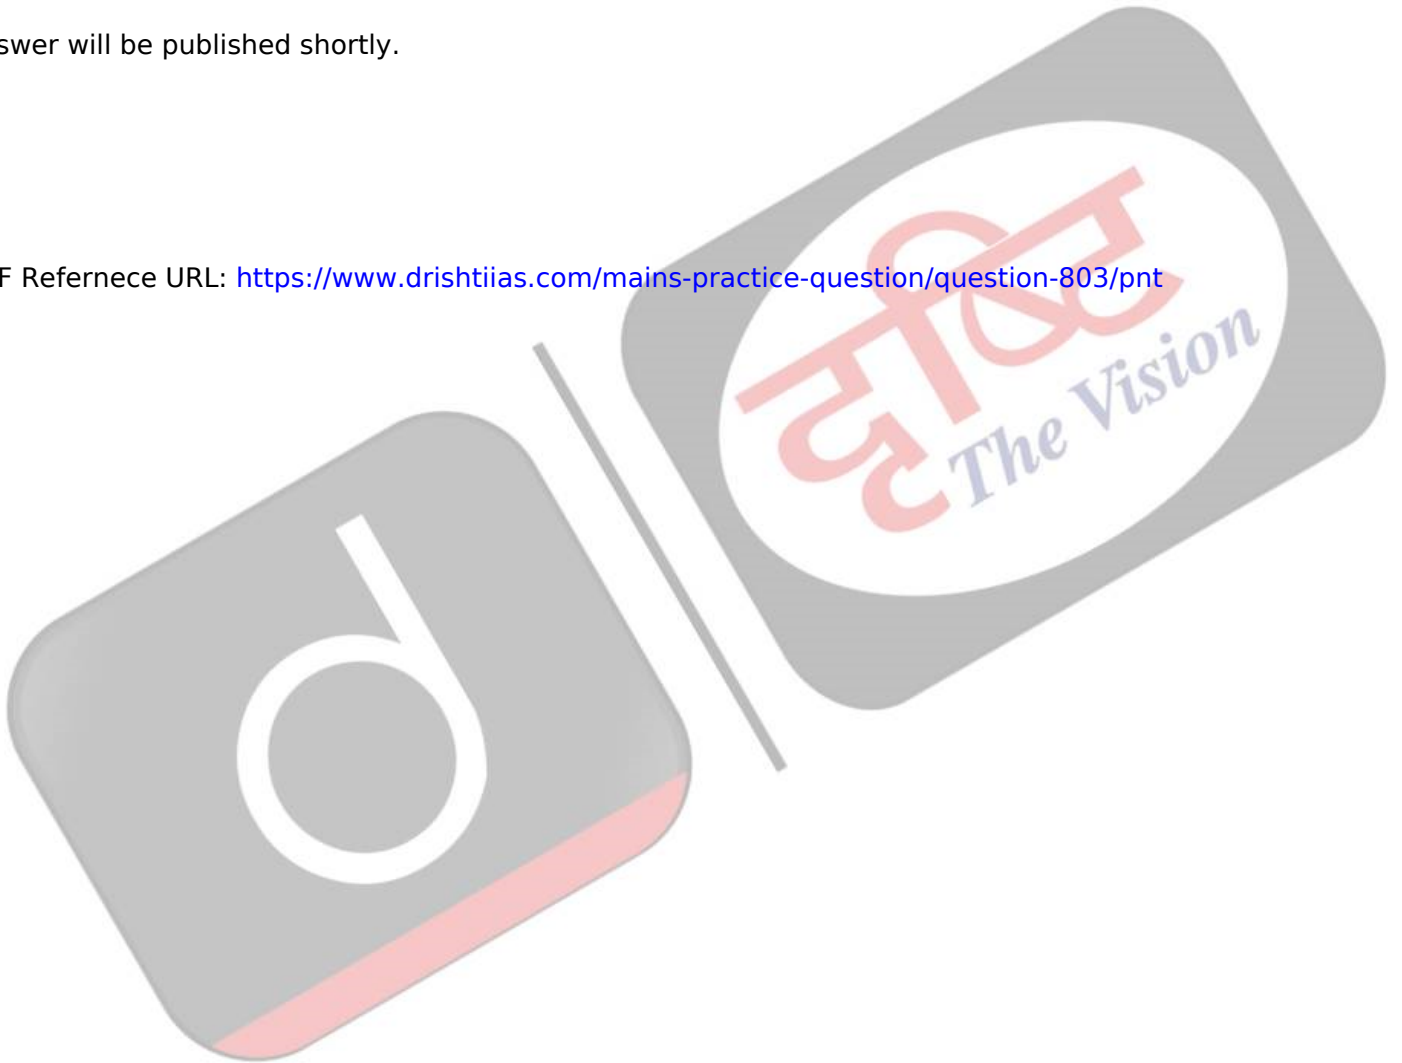 swer will be published shortly.
F Refernece URL: https://www.drishtiias.com/mains-practice-question/question-803/pnt
दृष्टि
The Vision
d